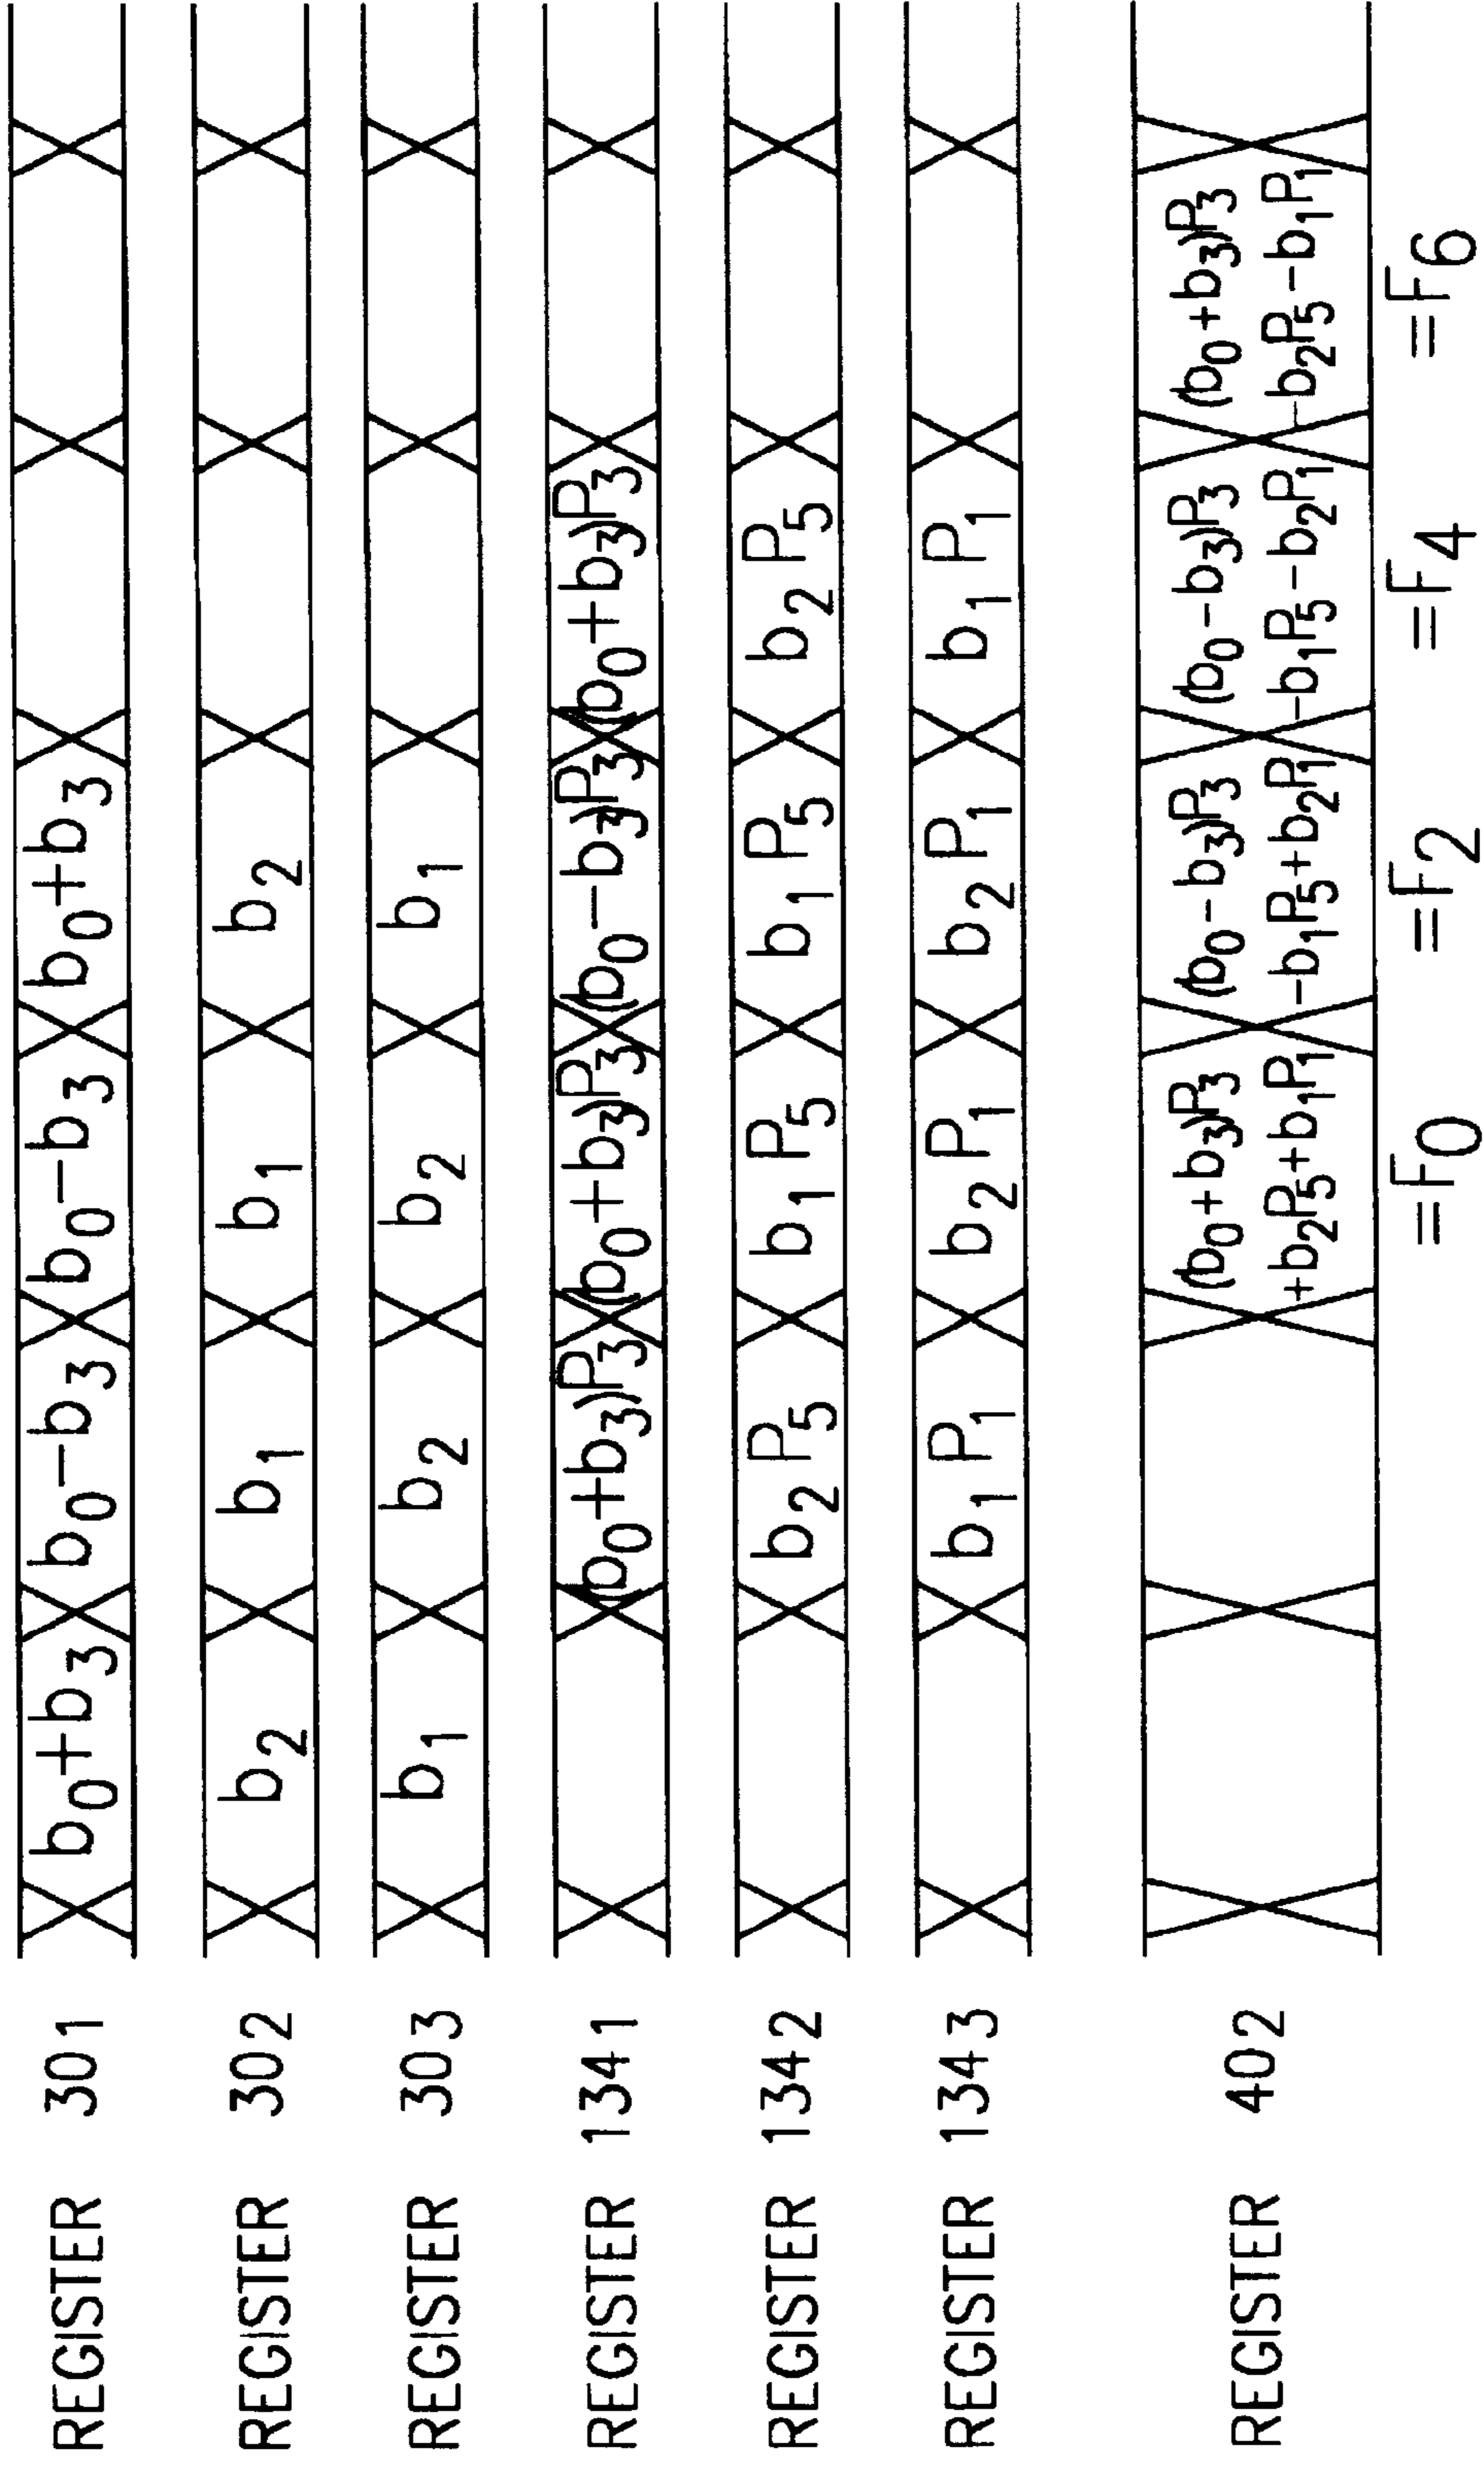 REGISTER 301 b₀+b₃ b₀−b₃ b₀−b₃ b₀+b₃
REGISTER 302 b₂ b₁ b₁ b₂
REGISTER 303 b₁ b₂ b₂ b₁
REGISTER 1341 (b₀+b₃)P₃ (b₀+b₃)P₃ (b₀−b₃)P₃ (b₀+b₃)P₃
REGISTER 1342 b₂P₅ b₁P₅ b₁P₅ b₂P₅
REGISTER 1343 b₁P₁ b₂P₁ b₂P₁ b₁P₁
REGISTER 402 (b₀+b₃)P₃ (b₀−b₃)P₃ (b₀−b₃)P₃ (b₀+b₃)P₃
+b₂P₅+b₁P₁ −b₁P₅+b₂P₁ −b₁P₅−b₂P₁ −b₂P₅−b₁P₁
=F₀ =F₂ =F₄ =F₆